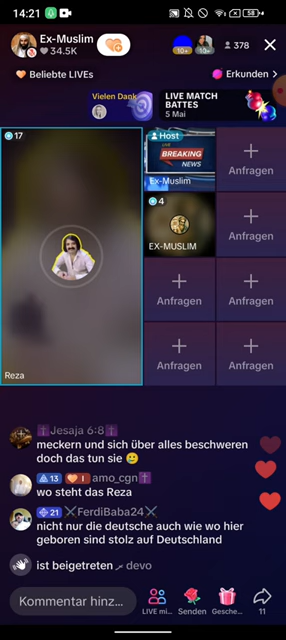 14:21
58
Ex-Muslim
34.5K
10+
10+
378
Beliebte LIVEs
Erkunden >
Vielen Dank
LIVE MATCH
BATTES
5 Mai
17
Host
LIVE
BREAKING
NEWS
Ex-Muslim
Anfragen
4
EX-MUSLIM
Anfragen
Anfragen
Anfragen
Anfragen
Anfragen
Reza
✝️Jesaja 6:8✝️
meckern und sich über alles beschweren
doch das tun sie 🥲
13 I amo_cgn✝️
wo steht das Reza
21 ⚔️FerdiBaba24⚔️
nicht nur die deutsche auch wie wo hier
geboren sind stolz auf Deutschland
👋 ist beigetreten devo
Kommentar hinz...
LIVE mi...
Senden
Gesche...
11